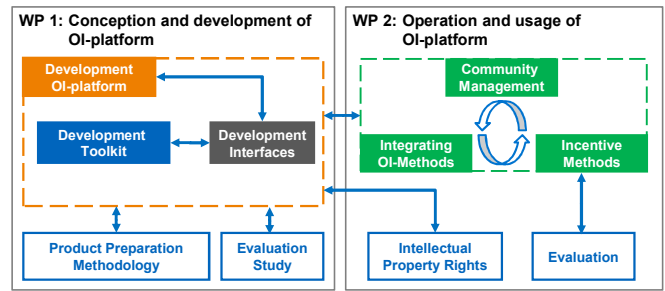 WP 1: Conception and development of
OI-platform
Development
OI-platform
Development
Toolkit
Development
Interfaces
Product Preparation
Methodology
Evaluation
Study
WP 2: Operation and usage of
OI-platform
Community
Management
Integrating
OI-Methods
Incentive
Methods
Intellectual
Property Rights
Evaluation